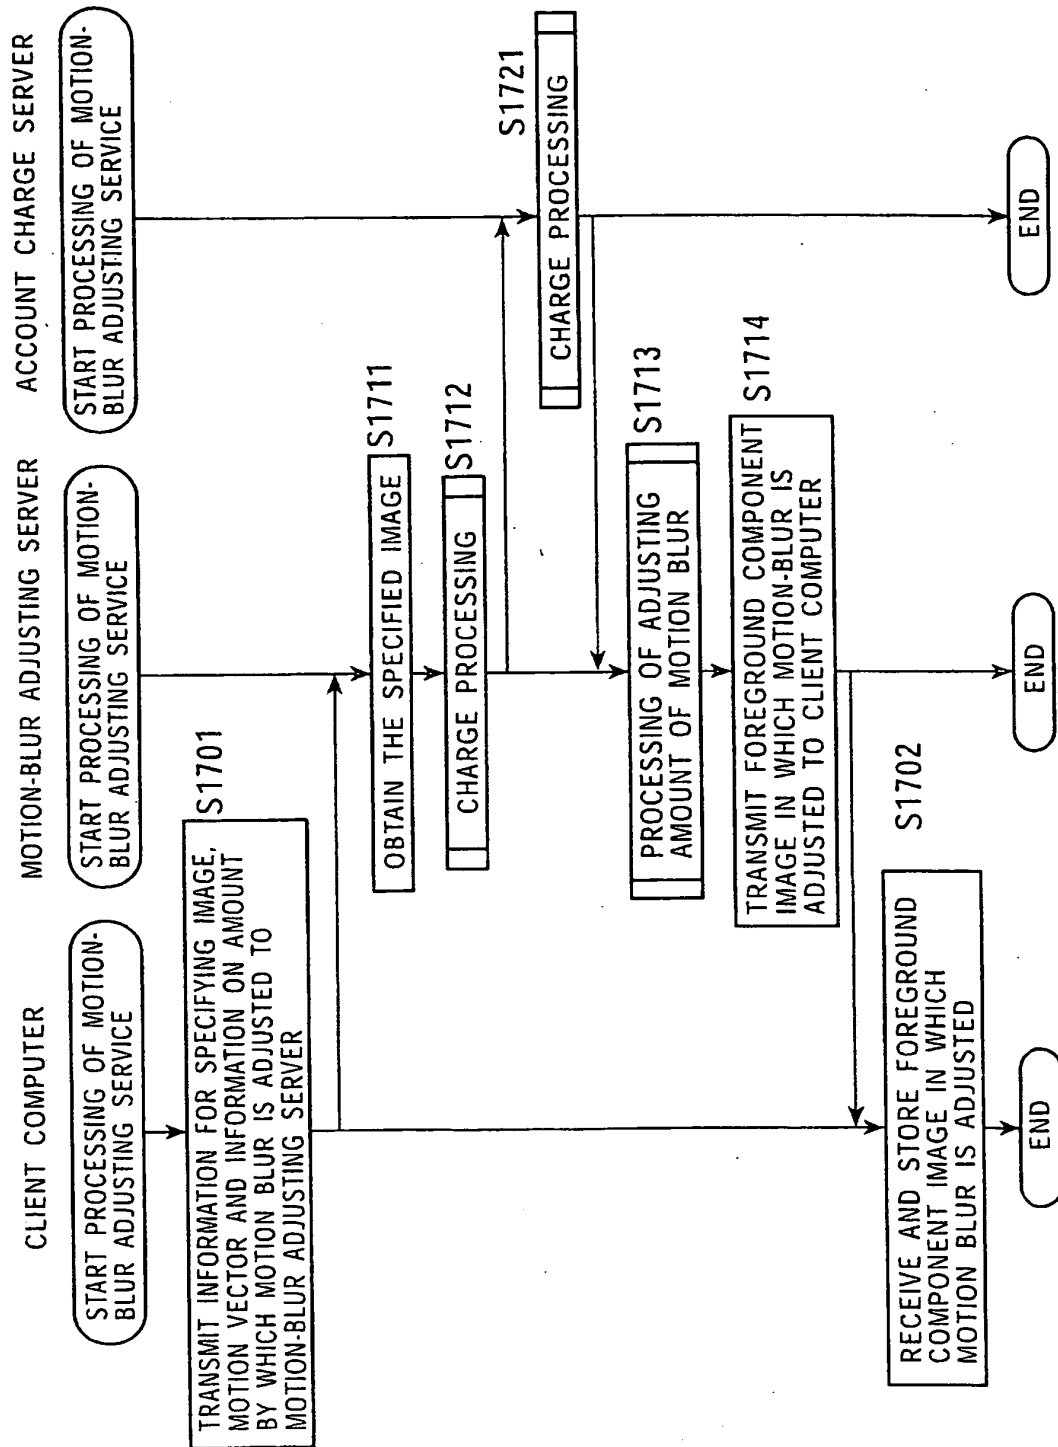 CLIENT COMPUTER
START PROCESSING OF MOTION-
BLUR ADJUSTING SERVICE
TRANSMIT INFORMATION FOR SPECIFYING IMAGE,
MOTION VECTOR AND INFORMATION ON AMOUNT
BY WHICH MOTION BLUR IS ADJUSTED TO
MOTION-BLUR ADJUSTING SERVER
S1701
RECEIVE AND STORE FOREGROUND
COMPONENT IMAGE IN WHICH
MOTION BLUR IS ADJUSTED
S1702
END
MOTION-BLUR ADJUSTING SERVER
START PROCESSING OF MOTION-
BLUR ADJUSTING SERVICE
OBTAIN THE SPECIFIED IMAGE
S1711
CHARGE PROCESSING
S1712
PROCESSING OF ADJUSTING
AMOUNT OF MOTION BLUR
S1713
TRANSMIT FOREGROUND COMPONENT
IMAGE IN WHICH MOTION-BLUR IS
ADJUSTED TO CLIENT COMPUTER
S1714
END
ACCOUNT CHARGE SERVER
START PROCESSING OF MOTION-
BLUR ADJUSTING SERVICE
CHARGE PROCESSING
S1721
END